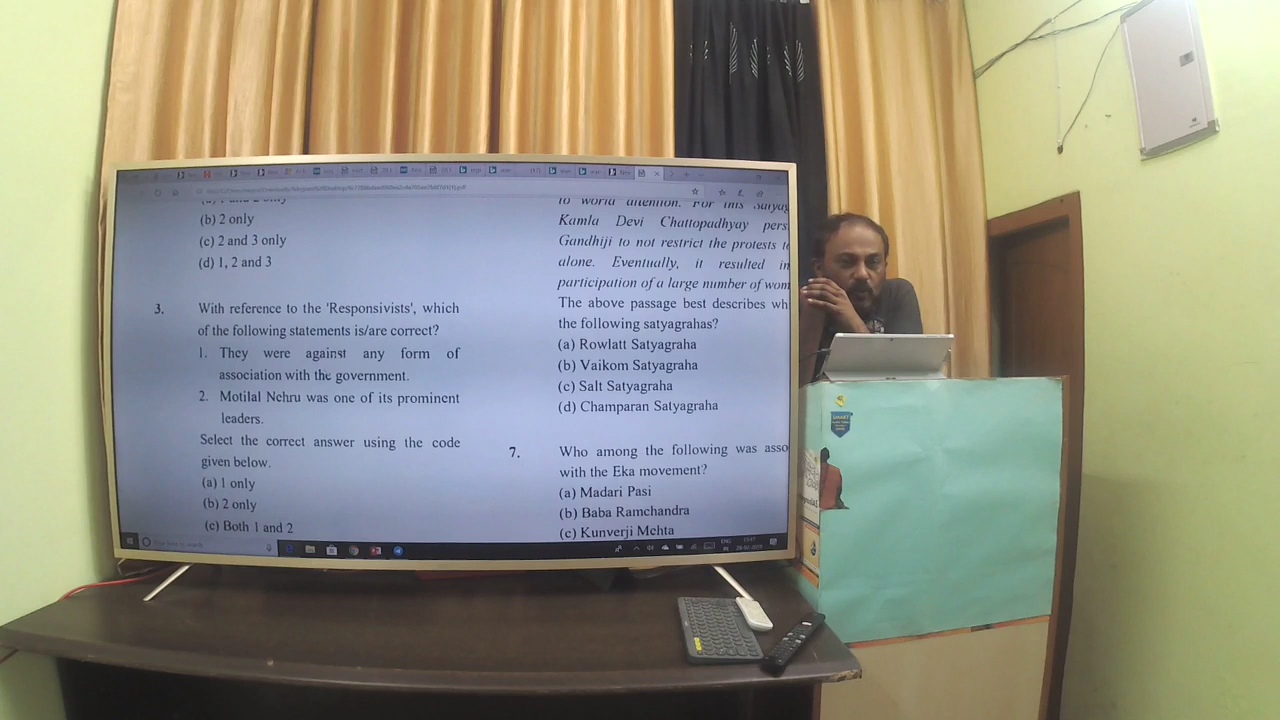 (b) 2 only
(c) 2 and 3 only
(d) 1, 2 and 3
3. With reference to the 'Responsivists', which
of the following statements is/are correct?
1. They were against any form of
association with the government.
2. Motilal Nehru was one of its prominent
leaders.
Select the correct answer using the code
given below.
(a) 1 only
(b) 2 only
(c) Both 1 and 2
to world attention. For this Satyag
Kamla Devi Chattopadhyay pers
Gandhiji to not restrict the protests t
alone. Eventually, it resulted in
participation of a large number of wom
The above passage best describes wh
the following satyagrahas?
(a) Rowlatt Satyagraha
(b) Vaikom Satyagraha
(c) Salt Satyagraha
(d) Champaran Satyagraha
7. Who among the following was asso
with the Eka movement?
(a) Madari Pasi
(b) Baba Ramchandra
(c) Kunverji Mehta
ENG